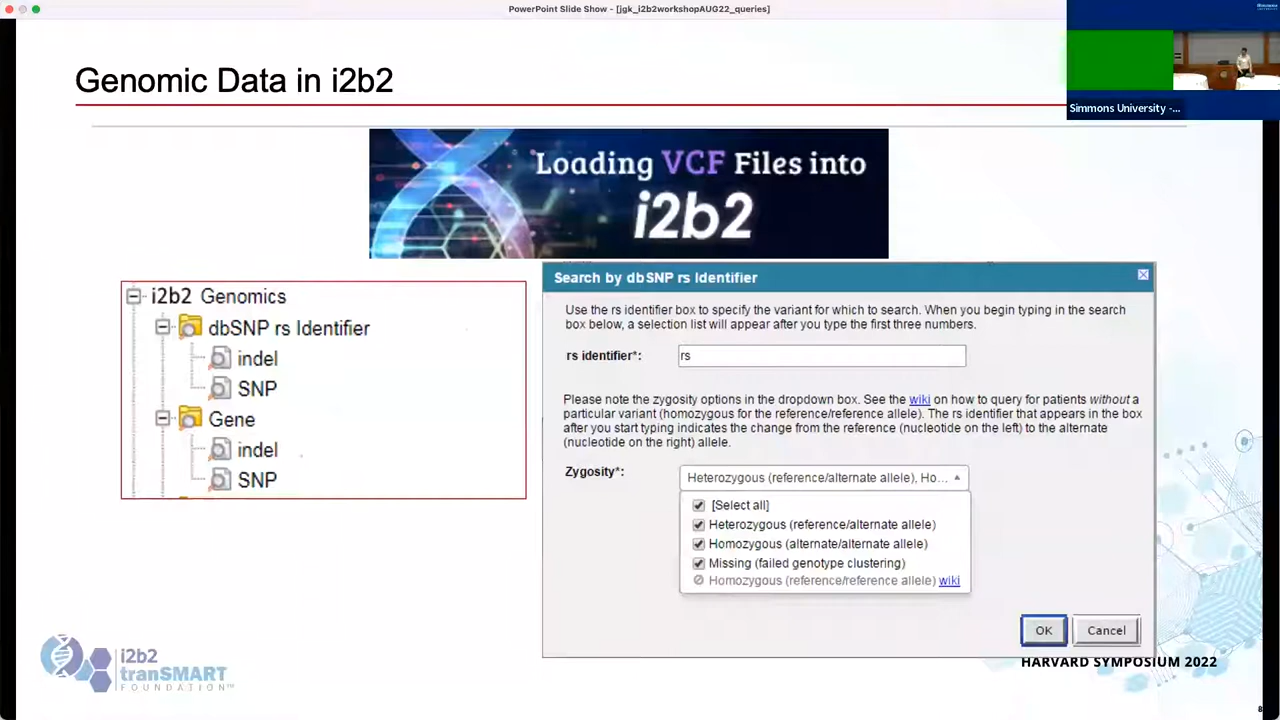 PowerPoint Slide Show - [jgk_i2b2workshopAUG22_queries]
Simmons University -...
Genomic Data in i2b2
Loading VCF Files into
i2b2
i2b2 Genomics
dbSNP rs Identifier
indel
SNP
Gene
indel
SNP
Search by dbSNP rs Identifier
Use the rs identifier box to specify the variant for which to search. When you begin typing in the search
box below, a selection list will appear after you type the first three numbers.
rs identifier*: rs
Please note the zygosity options in the dropdown box. See the wiki on how to query for patients without a
particular variant (homozygous for the reference/reference allele). The rs identifier that appears in the box
after you start typing indicates the change from the reference (nucleotide on the left) to the alternate
(nucleotide on the right) allele.
Zygosity*: Heterozygous (reference/alternate allele), Ho...
[Select all]
Heterozygous (reference/alternate allele)
Homozygous (alternate/alternate allele)
Missing (failed genotype clustering)
Homozygous (reference/reference allele) wiki
OK Cancel
i2b2
tranSMART
FOUNDATION™
HARVARD SYMPOSIUM 2022
8